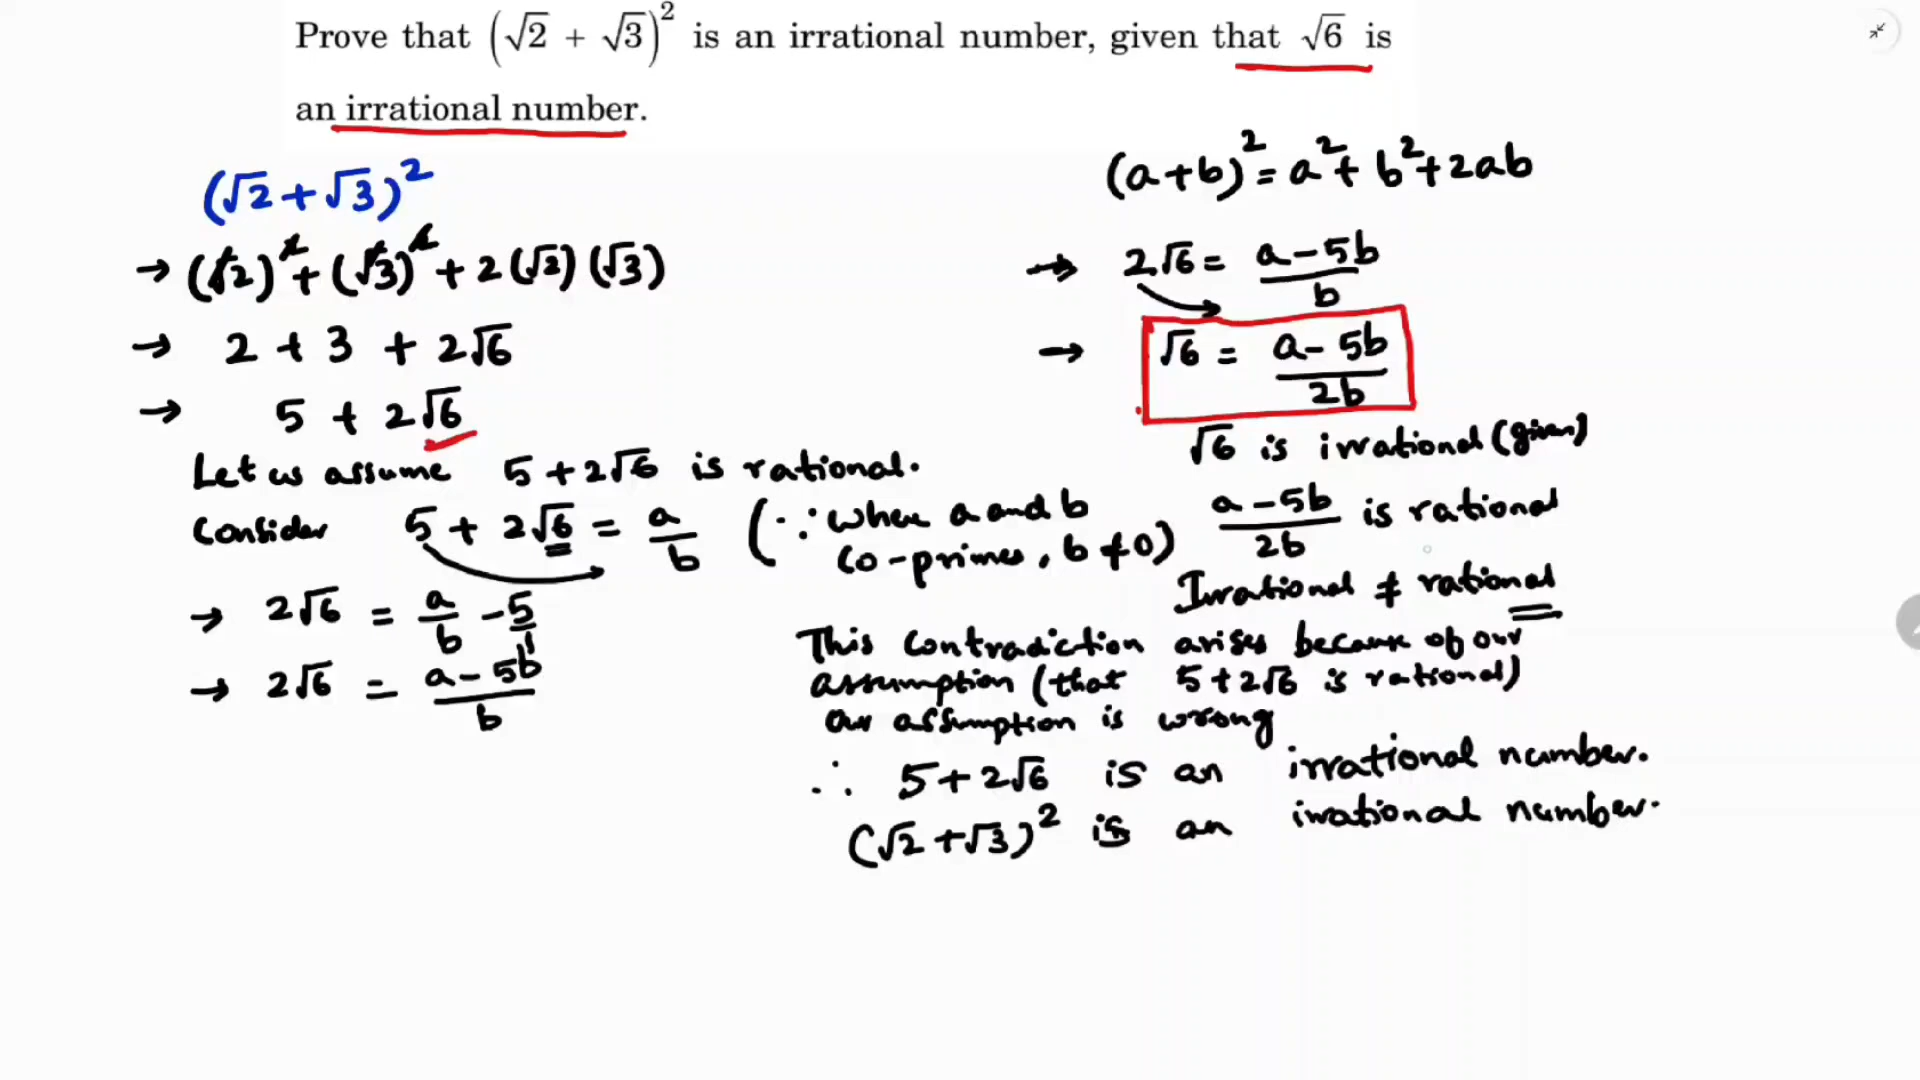 Prove that (√2 + √3)² is an irrational number, given that √6 is
an irrational number.
(√2 + √3)²
→ (√2)² + (√3)² + 2 (√2) (√3)
→ 2 + 3 + 2√6
→ 5 + 2√6
Let us assume 5 + 2√6 is rational.
Consider 5 + 2√6 = a/b (∵ where a and b
co-primes, b ≠ 0)
→ 2√6 = a/b - 5/1
→ 2√6 = (a - 5b)/b
(a+b)² = a² + b² + 2ab
→ 2√6 = (a - 5b)/b
→ √6 = (a - 5b)/2b
√6 is irrational (given)
(a - 5b)/2b is rational
Irrational ≠ rational
This contradiction arises because of our
assumption (that 5 + 2√6 is rational)
our assumption is wrong
∴ 5 + 2√6 is an irrational number.
(√2 + √3)² is an irrational number.